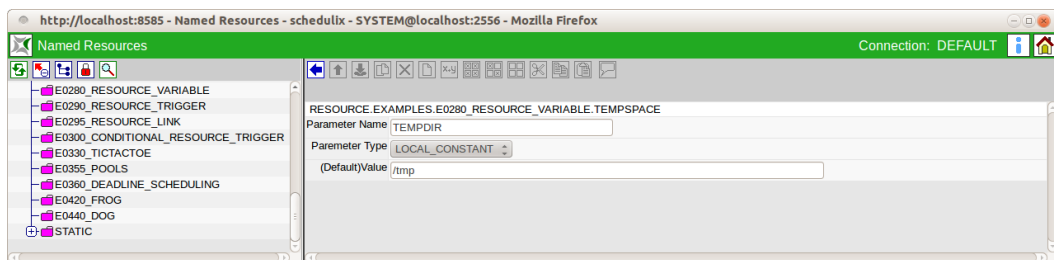 http://localhost:8585 - Named Resources - schedulix - SYSTEM@localhost:2556 - Mozilla Firefox
Named Resources
Connection: DEFAULT
E0280_RESOURCE_VARIABLE
E0290_RESOURCE_TRIGGER
E0295_RESOURCE_LINK
E0300_CONDITIONAL_RESOURCE_TRIGGER
E0330_TICTACTOE
E0355_POOLS
E0360_DEADLINE_SCHEDULING
E0420_FROG
E0440_DOG
STATIC
x,y
RESOURCE.EXAMPLES.E0280_RESOURCE_VARIABLE.TEMPSPACE
Parameter Name TEMPDIR
Paremeter Type LOCAL_CONSTANT
(Default)Value /tmp